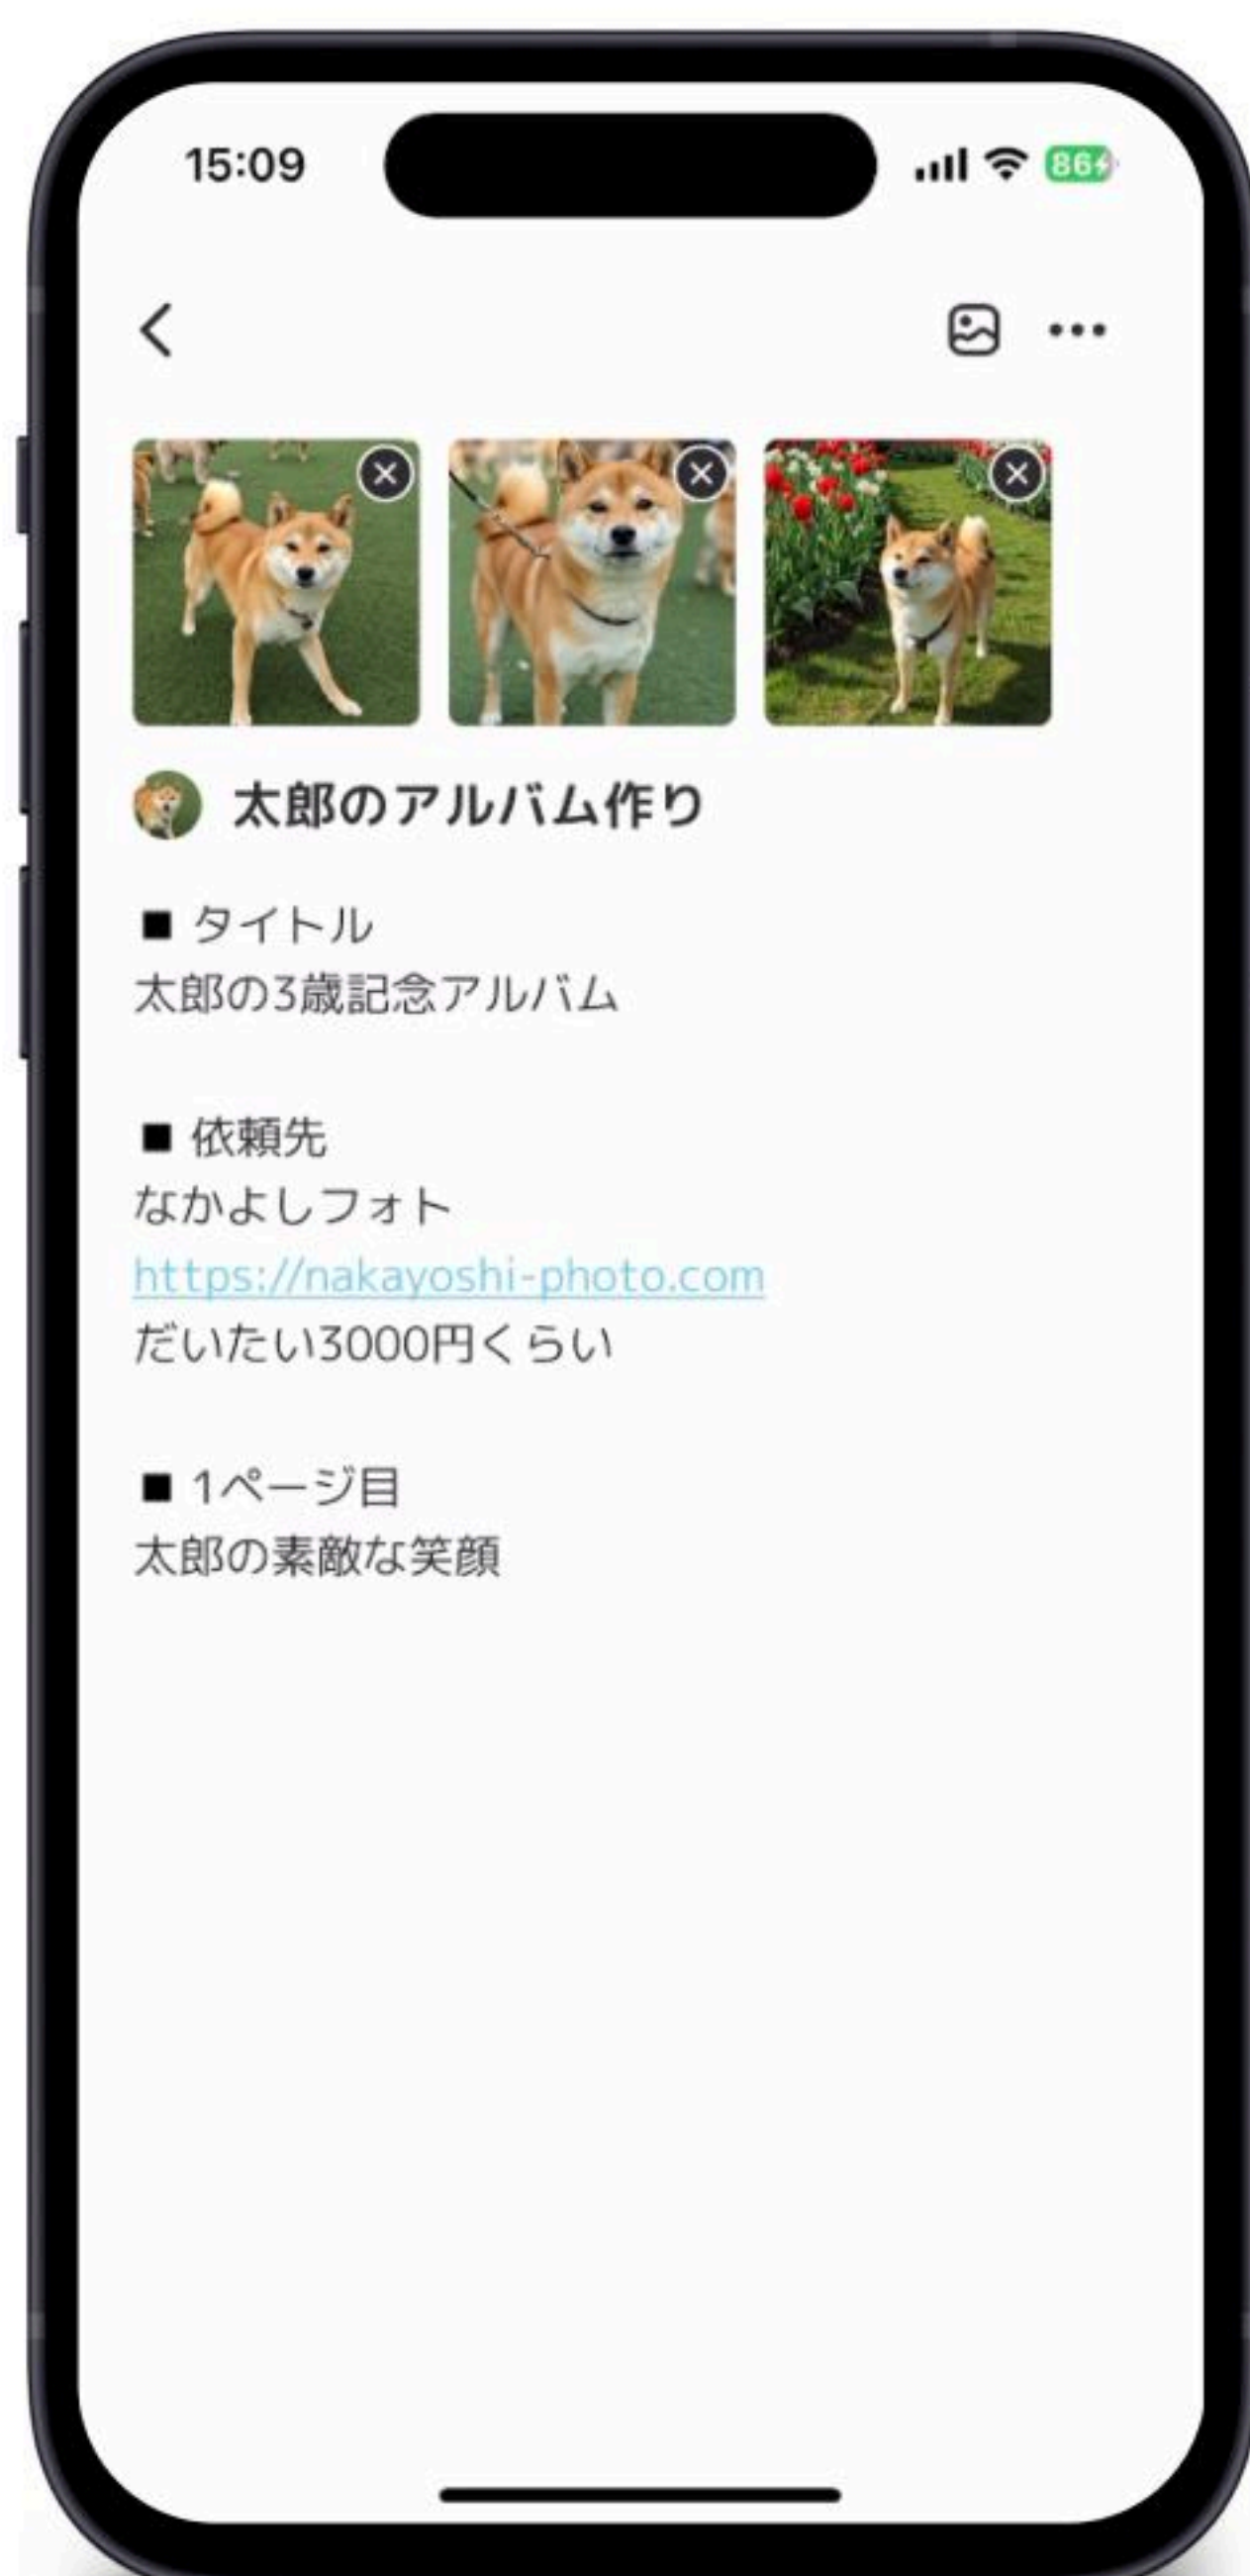 15:09
86
太郎のアルバム作り
■ タイトル
太郎の3歳記念アルバム
■ 依頼先
なかよしフォト
https://nakayoshi-photo.com
だいたい3000円くらい
■ 1ページ目
太郎の素敵な笑顔